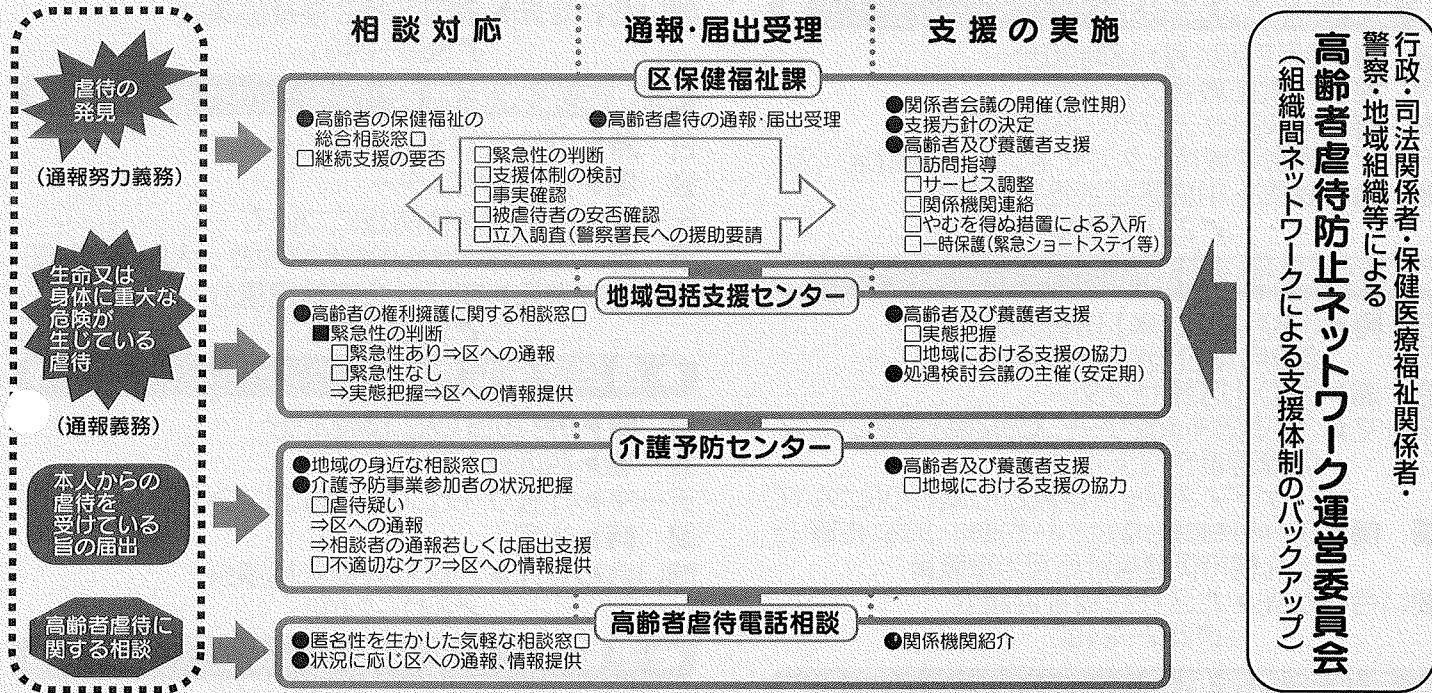 相談対応
通報・届出受理
支援の実施
虐待の
発見
(通報努力義務)
生命又は
身体に重大な
危険が
生じている
虐待
(通報義務)
本人からの
虐待を
受けている
旨の届出
高齢者虐待に
関する相談
区保健福祉課
●高齢者の保健福祉の
総合相談窓口
□継続支援の要否
●高齢者虐待の通報・届出受理
□緊急性の判断
□支援体制の検討
□事実確認
□被虐待者の安否確認
□立入調査(警察署長への援助要請
●関係者会議の開催(急性期)
●支援方針の決定
●高齢者及び養護者支援
□訪問指導
□サービス調整
□関係機関連絡
□やむを得ぬ措置による入所
□一時保護(緊急ショートステイ等)
地域包括支援センター
●高齢者の権利擁護に関する相談窓口
■緊急性の判断
□緊急性あり⇒区への通報
□緊急性なし
⇒実態把握⇒区への情報提供
●高齢者及び養護者支援
□実態把握
□地域における支援の協力
●処遇検討会議の主催(安定期)
介護予防センター
●地域の身近な相談窓口
●介護予防事業参加者の状況把握
□虐待疑い
⇒区への通報
⇒相談者の通報若しくは届出支援
□不適切なケア⇒区への情報提供
●高齢者及び養護者支援
□地域における支援の協力
高齢者虐待電話相談
●匿名性を生かした気軽な相談窓口
●状況に応じ区への通報、情報提供
●関係機関紹介
行政・司法関係者・保健医療福祉関係者・
警察・地域組織等による
高齢者虐待防止ネットワーク運営委員会
(組織間ネットワークによる支援体制のバックアップ)